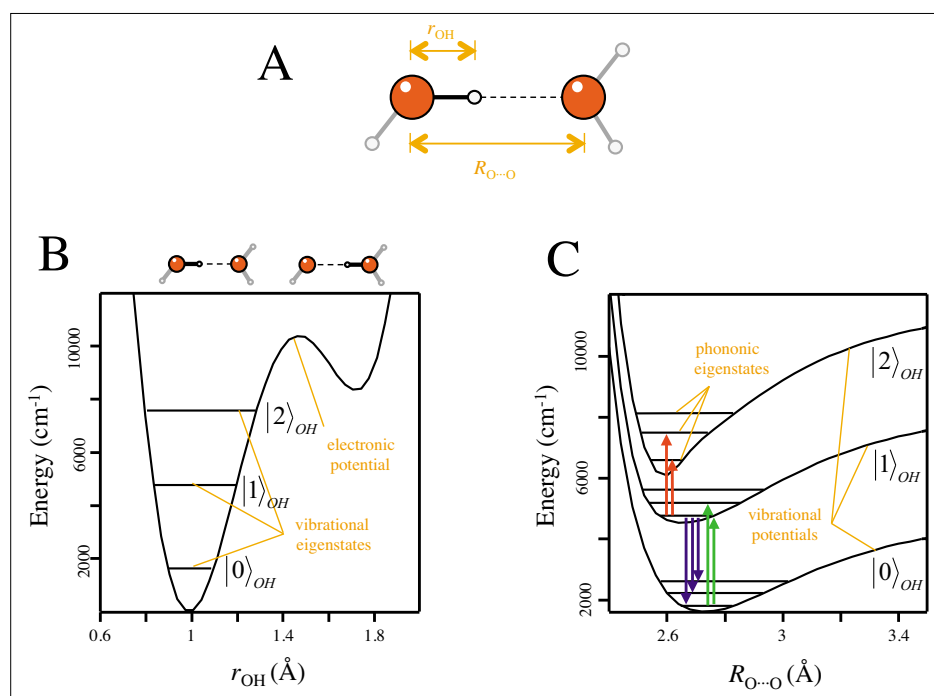 A
r_OH
R_O···O
B
C
Energy (cm⁻¹)
10000
6000
2000
|2⟩_OH
|1⟩_OH
|0⟩_OH
electronic
potential
vibrational
eigenstates
0.6
1
1.4
1.8
r_OH (Å)
Energy (cm⁻¹)
10000
6000
2000
phononic
eigenstates
|2⟩_OH
|1⟩_OH
vibrational
potentials
|0⟩_OH
2.6
3
3.4
R_O···O (Å)